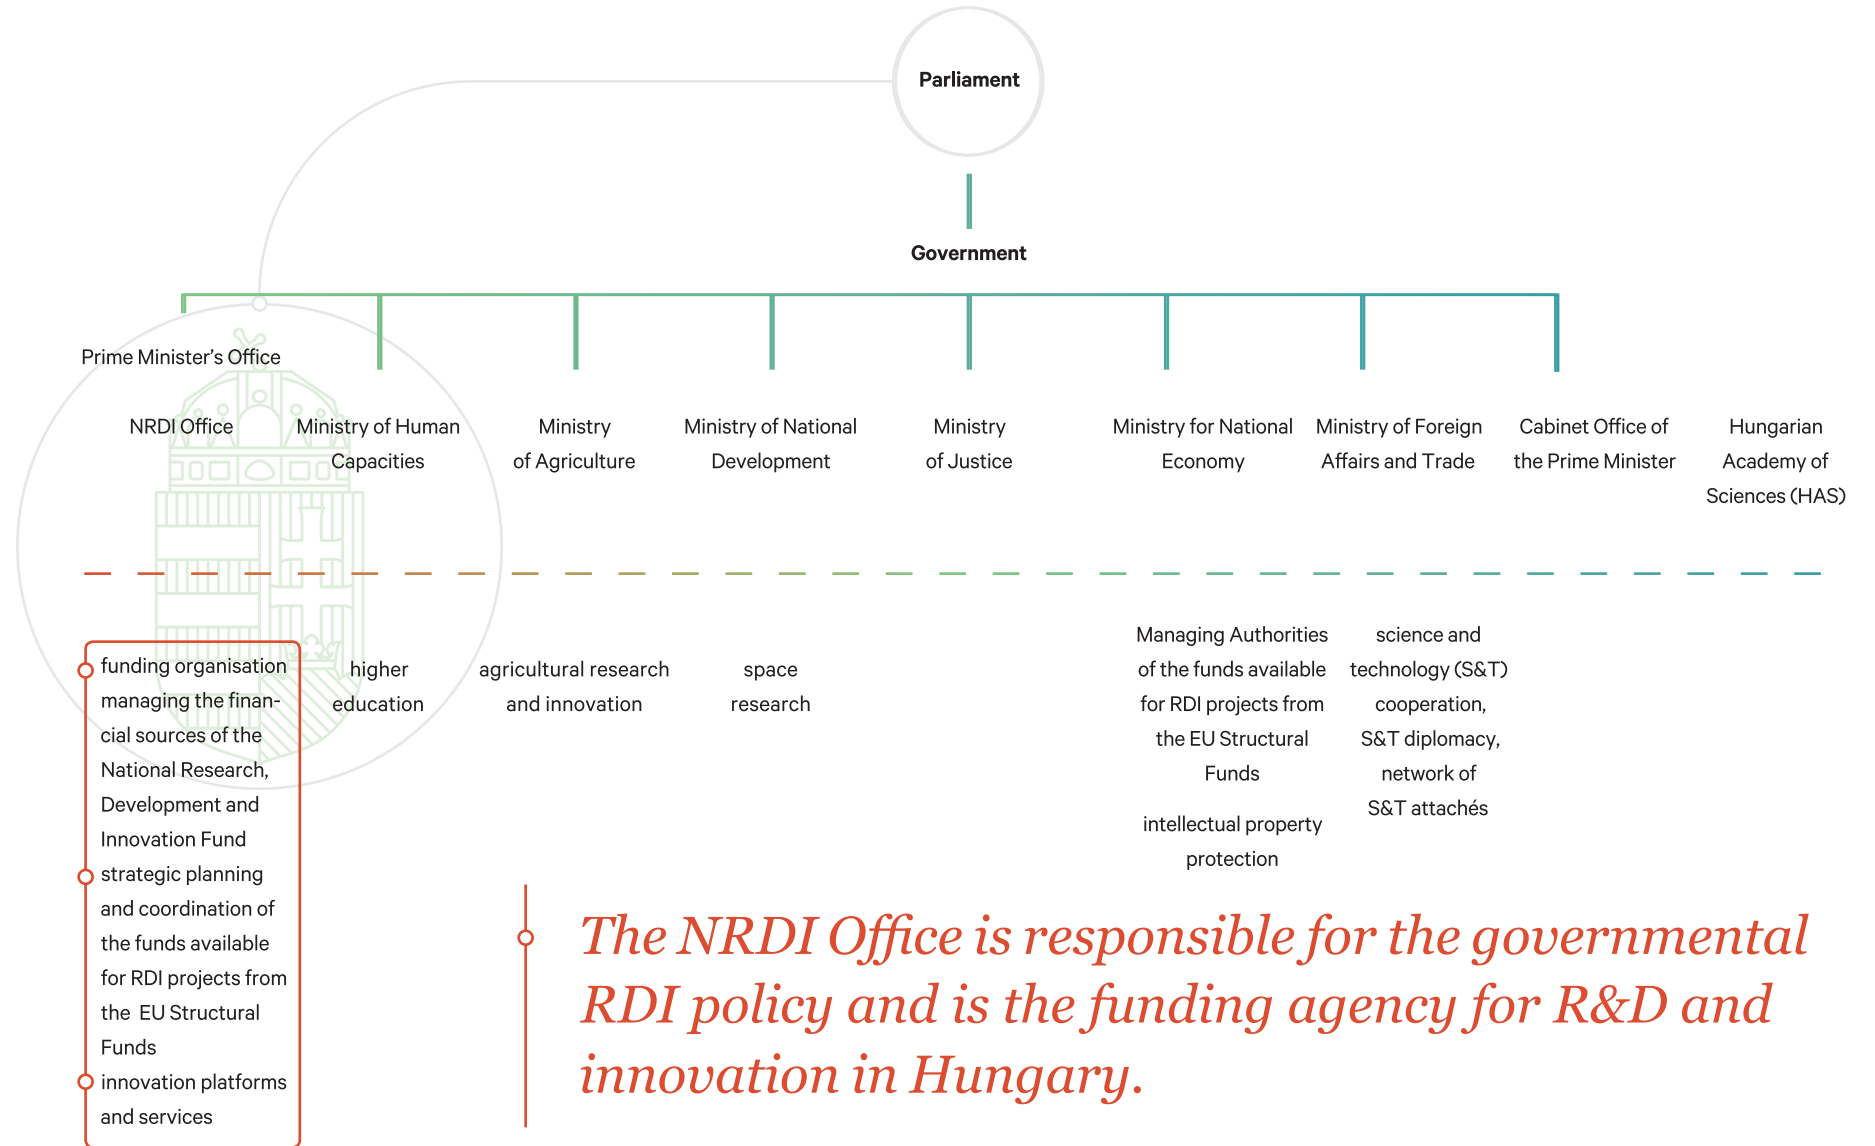 Parliament
Government
Prime Minister’s Office
NRDI Office
Ministry of Human
Capacities
Ministry
of Agriculture
Ministry of National
Development
Ministry
of Justice
Ministry for National
Economy
Ministry of Foreign
Affairs and Trade
Cabinet Office of
the Prime Minister
Hungarian
Academy of
Sciences (HAS)
funding organisation
managing the finan-
cial sources of the
National Research,
Development and
Innovation Fund
strategic planning
and coordination of
the funds available
for RDI projects from
the EU Structural
Funds
innovation platforms
and services
higher
education
agricultural research
and innovation
space
research
Managing Authorities
of the funds available
for RDI projects from
the EU Structural
Funds
intellectual property
protection
science and
technology (S&T)
cooperation,
S&T diplomacy,
network of
S&T attachés
The NRDI Office is responsible for the governmental
RDI policy and is the funding agency for R&D and
innovation in Hungary.